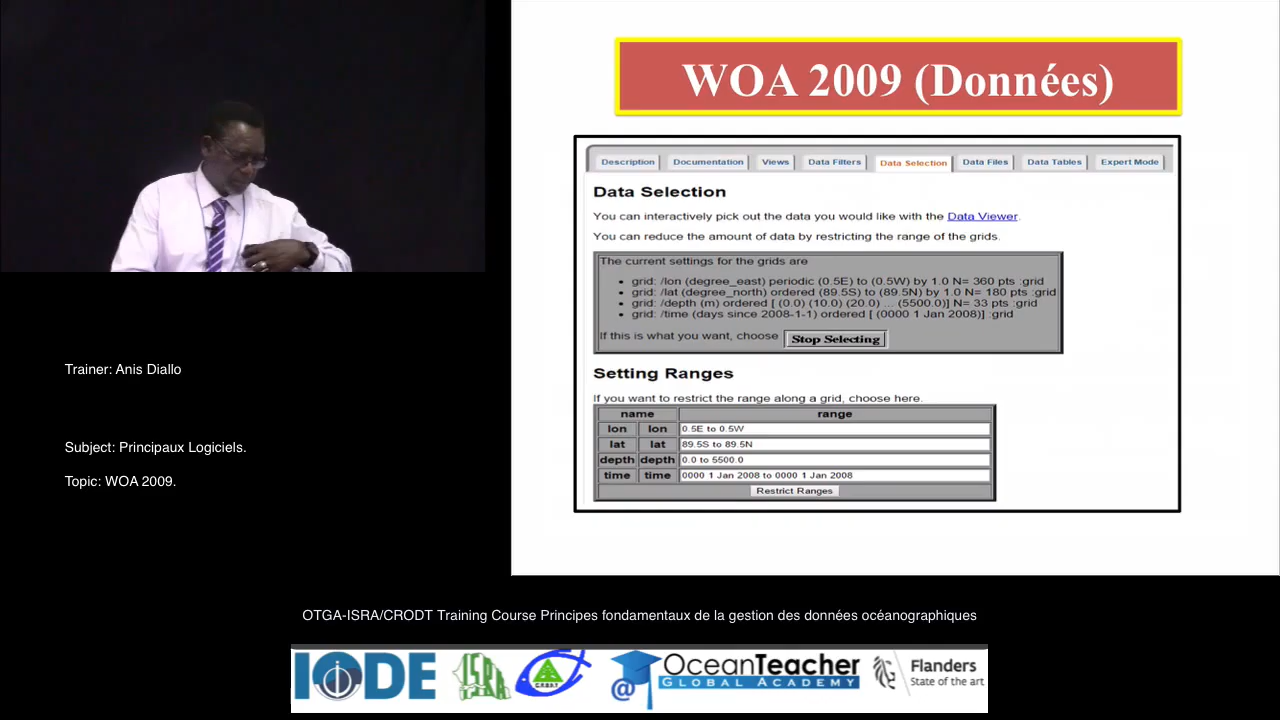 WOA 2009 (Données)
Description
Documentation
Views
Data Filters
Data Selection
Data Files
Data Tables
Expert Mode
Data Selection
You can interactively pick out the data you would like with the Data Viewer.
You can reduce the amount of data by restricting the range of the grids.
The current settings for the grids are
grid: /lon (degree_east) periodic (0.5E) to (0.5W) by 1.0 N= 360 pts :grid
grid: /lat (degree_north) ordered (89.5S) to (89.5N) by 1.0 N= 180 pts :grid
grid: /depth (m) ordered [ (0.0) (10.0) (20.0) ... (5500.0)] N= 33 pts :grid
grid: /time (days since 2008-1-1) ordered [ (0000 1 Jan 2008)] :grid
If this is what you want, choose Stop Selecting
Setting Ranges
If you want to restrict the range along a grid, choose here.
name range
lon lon 0.5E to 0.5W
lat lat 89.5S to 89.5N
depth depth 0.0 to 5500.0
time time 0000 1 Jan 2008 to 0000 1 Jan 2008
Restrict Ranges
Trainer: Anis Diallo
Subject: Principaux Logiciels.
Topic: WOA 2009.
OTGA-ISRA/CRODT Training Course Principes fondamentaux de la gestion des données océanographiques
IODE
ISRA
OceanTeacher
GLOBAL ACADEMY
Flanders
State of the art